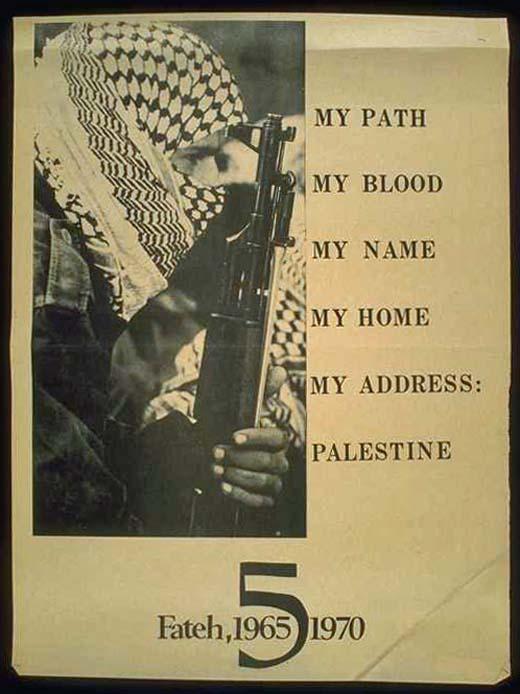 MY PATH
MY BLOOD
MY NAME
MY HOME
MY ADDRESS:
PALESTINE
5
Fateh, 1965 1970